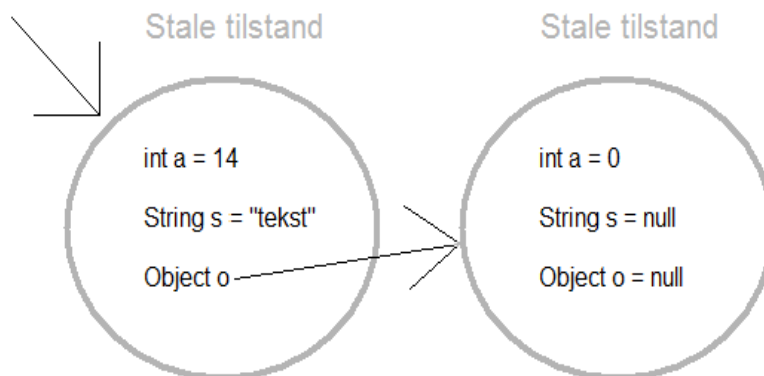 Stale tilstand
int a = 14
String s = "tekst"
Object o
Stale tilstand
int a = 0
String s = null
Object o = null